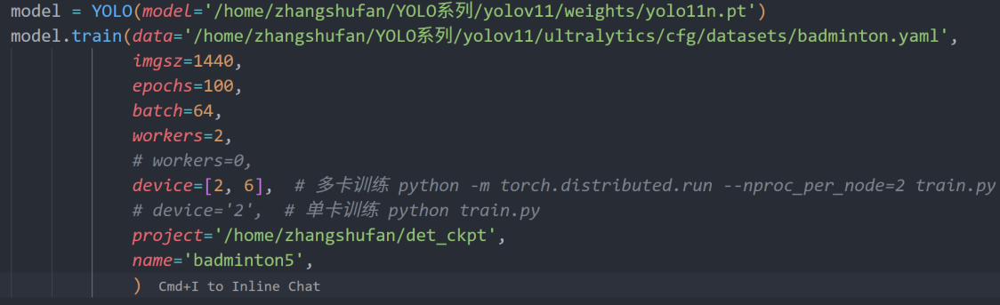 model = YOLO(model='/home/zhangshufan/YOLO系列/yolov11/weights/yolo11n.pt')
model.train(data='/home/zhangshufan/YOLO系列/yolov11/ultralytics/cfg/datasets/badminton.yaml',
imgsz=1440,
epochs=100,
batch=64,
workers=2,
# workers=0,
device=[2, 6],  # 多卡训练 python -m torch.distributed.run --nproc_per_node=2 train.py
# device='2',  # 单卡训练 python train.py
project='/home/zhangshufan/det_ckpt',
name='badminton5',
) Cmd+I to Inline Chat